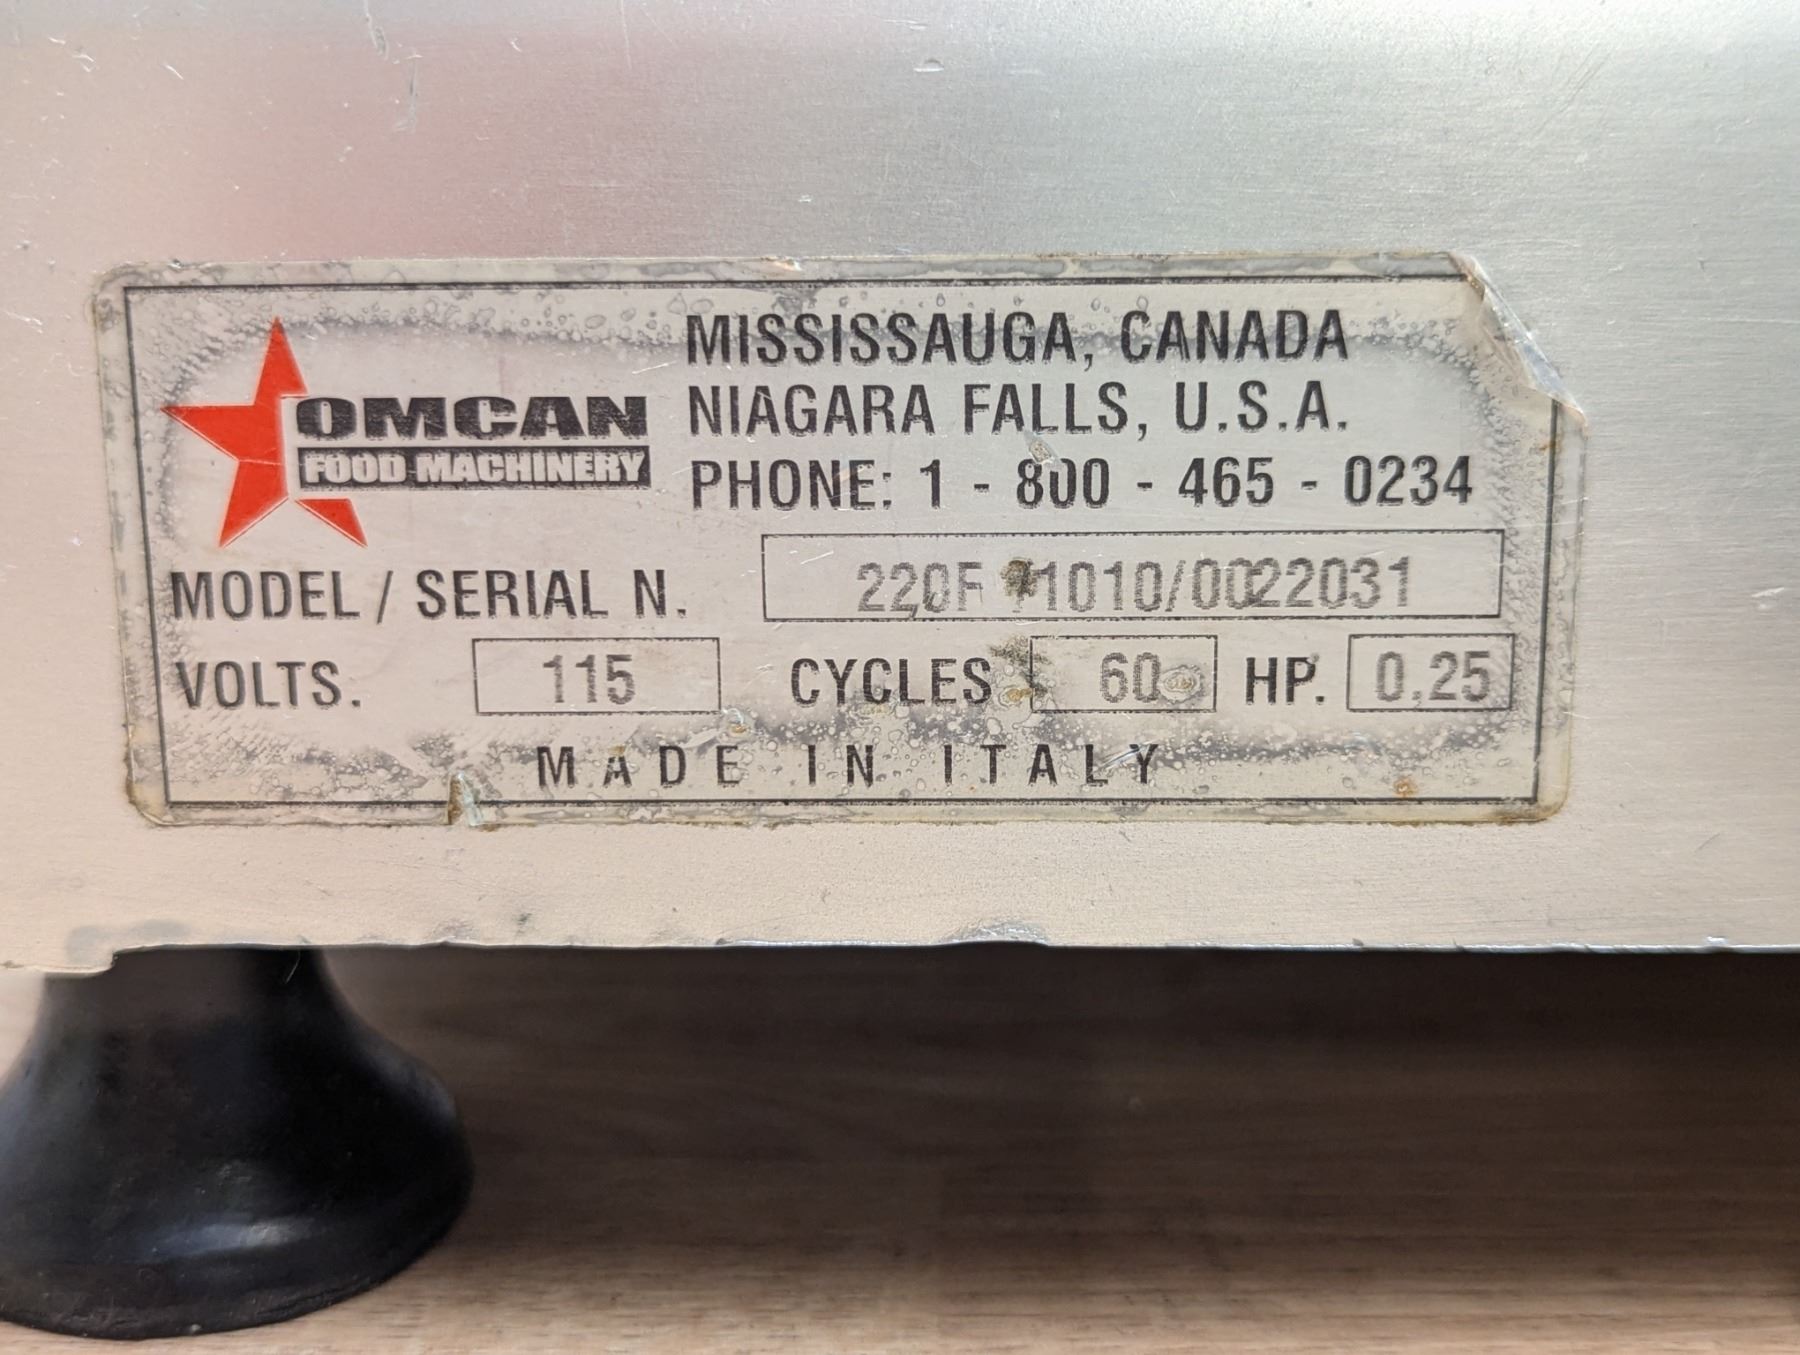 OMCAN
FOOD MACHINERY
MISSISSAUGA, CANADA
NIAGARA FALLS, U.S.A.
PHONE: 1 - 800 - 465 - 0234
MODEL / SERIAL N. 220F
VOLTS. 115 CYCLES 60 HP. 0,25
MADE IN ITALY